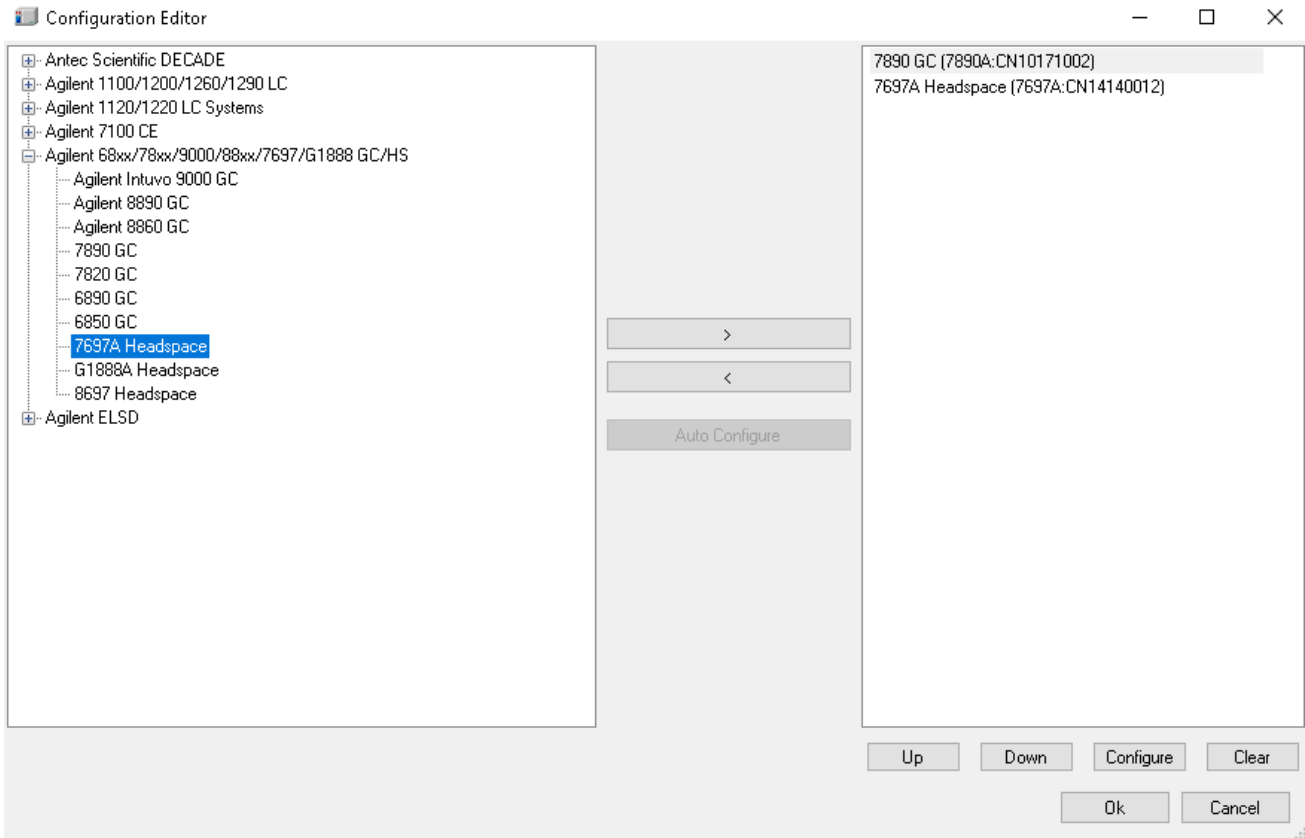 Configuration Editor
Antec Scientific DECADE
Agilent 1100/1200/1260/1290 LC
Agilent 1120/1220 LC Systems
Agilent 7100 CE
Agilent 68xx/78xx/9000/88xx/7697/G1888 GC/HS
Agilent Intuvo 9000 GC
Agilent 8890 GC
Agilent 8860 GC
7890 GC
7820 GC
6890 GC
6850 GC
7697A Headspace
G1888A Headspace
8697 Headspace
Agilent ELSD
>
<
Auto Configure
7890 GC (7890A:CN10171002)
7697A Headspace (7697A:CN14140012)
Up Down Configure Clear
Ok Cancel